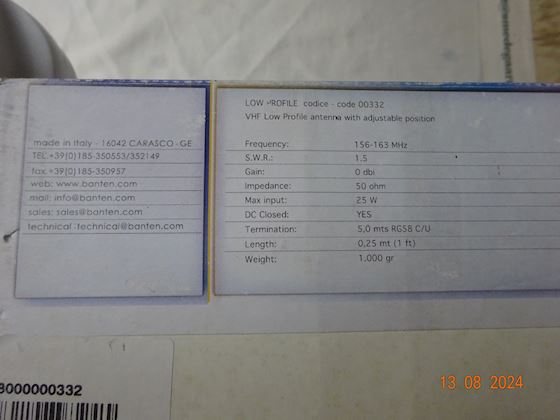 made in Italy - 16042 CARASCO - GE
TEL.+39(0)185-350553/352149
fax.+39(0)185-350957
web: www.banten.com
mail: info@banten.com
sales: sales@banten.com
technical :technical@banten.com
LOW PROFILE codice - code 00332
VHF Low Profile antenna with adjustable position
Frequency: 156-163 MHz
S.W.R.: 1.5
Gain: 0 dbi
Impedance: 50 ohm
Max input: 25 W
DC Closed: YES
Termination: 5,0 mts RG58 C/U
Length: 0,25 mt (1 ft)
Weight: 1.000 gr
3000000332
13 08 2024